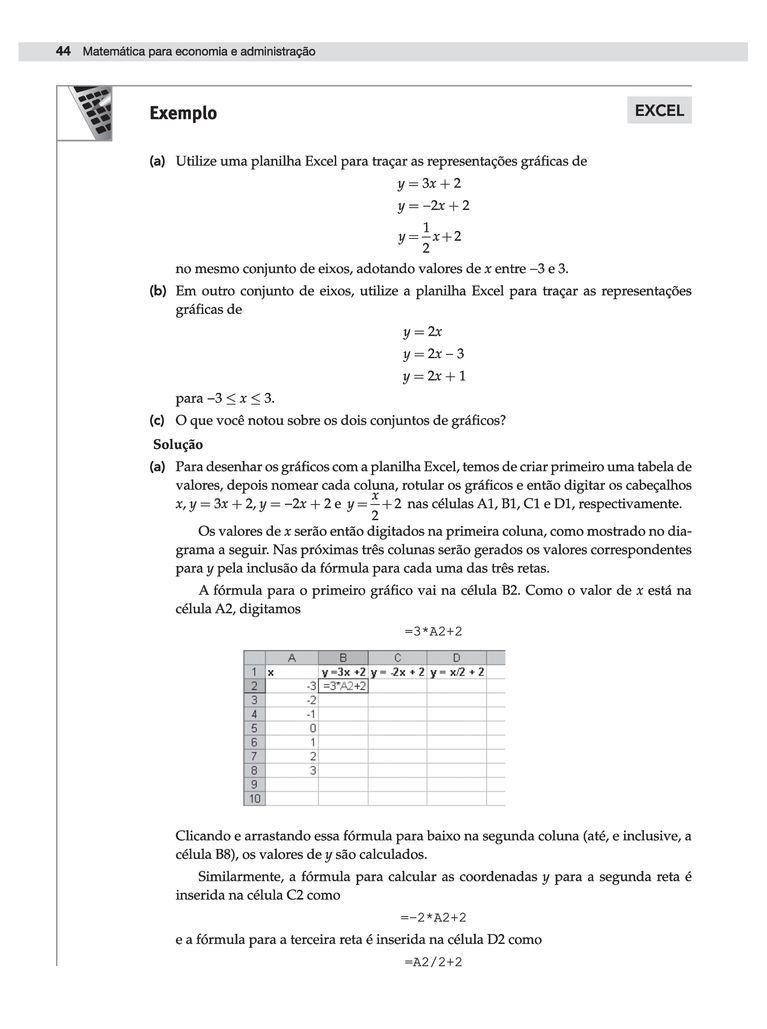 44 Matemática para economia e administração
Exemplo
EXCEL
(a) Utilize uma planilha Excel para traçar as representações gráficas de
y = 3x + 2
y = −2x + 2
y = 1/2 x + 2
no mesmo conjunto de eixos, adotando valores de x entre −3 e 3.
(b) Em outro conjunto de eixos, utilize a planilha Excel para traçar as representações
gráficas de
y = 2x
y = 2x − 3
y = 2x + 1
para −3 ≤ x ≤ 3.
(c) O que você notou sobre os dois conjuntos de gráficos?
Solução
(a) Para desenhar os gráficos com a planilha Excel, temos de criar primeiro uma tabela de
valores, depois nomear cada coluna, rotular os gráficos e então digitar os cabeçalhos
x, y = 3x + 2, y = −2x + 2 e y = x/2 + 2 nas células A1, B1, C1 e D1, respectivamente.
Os valores de x serão então digitados na primeira coluna, como mostrado no dia-
grama a seguir. Nas próximas três colunas serão gerados os valores correspondentes
para y pela inclusão da fórmula para cada uma das três retas.
A fórmula para o primeiro gráfico vai na célula B2. Como o valor de x está na
célula A2, digitamos
=3*A2+2
A B C D
1 x y =3x +2 y = -2x + 2 y = x/2 + 2
2 -3 =3*A2+2
3 -2
4 -1
5 0
6 1
7 2
8 3
9
10
Clicando e arrastando essa fórmula para baixo na segunda coluna (até, e inclusive, a
célula B8), os valores de y são calculados.
Similarmente, a fórmula para calcular as coordenadas y para a segunda reta é
inserida na célula C2 como
=−2*A2+2
e a fórmula para a terceira reta é inserida na célula D2 como
=A2/2+2